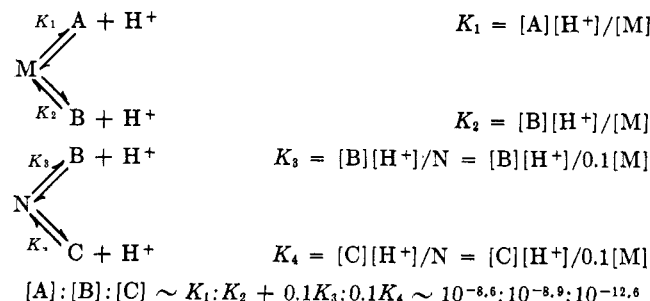 K₁ A + H⁺ K₁ = [A][H⁺]/[M]
M
K₂ B + H⁺ K₂ = [B][H⁺]/[M]
K₃ B + H⁺ K₃ = [B][H⁺]/N = [B][H⁺]/0.1[M]
N
K. C + H⁺ K₄ = [C][H⁺]/N = [C][H⁺]/0.1[M]
[A]:[B]:[C] ~ K₁:K₂ + 0.1K₃:0.1K₄ ~ 10⁻⁸·⁶:10⁻⁸·⁹:10⁻¹²·⁶